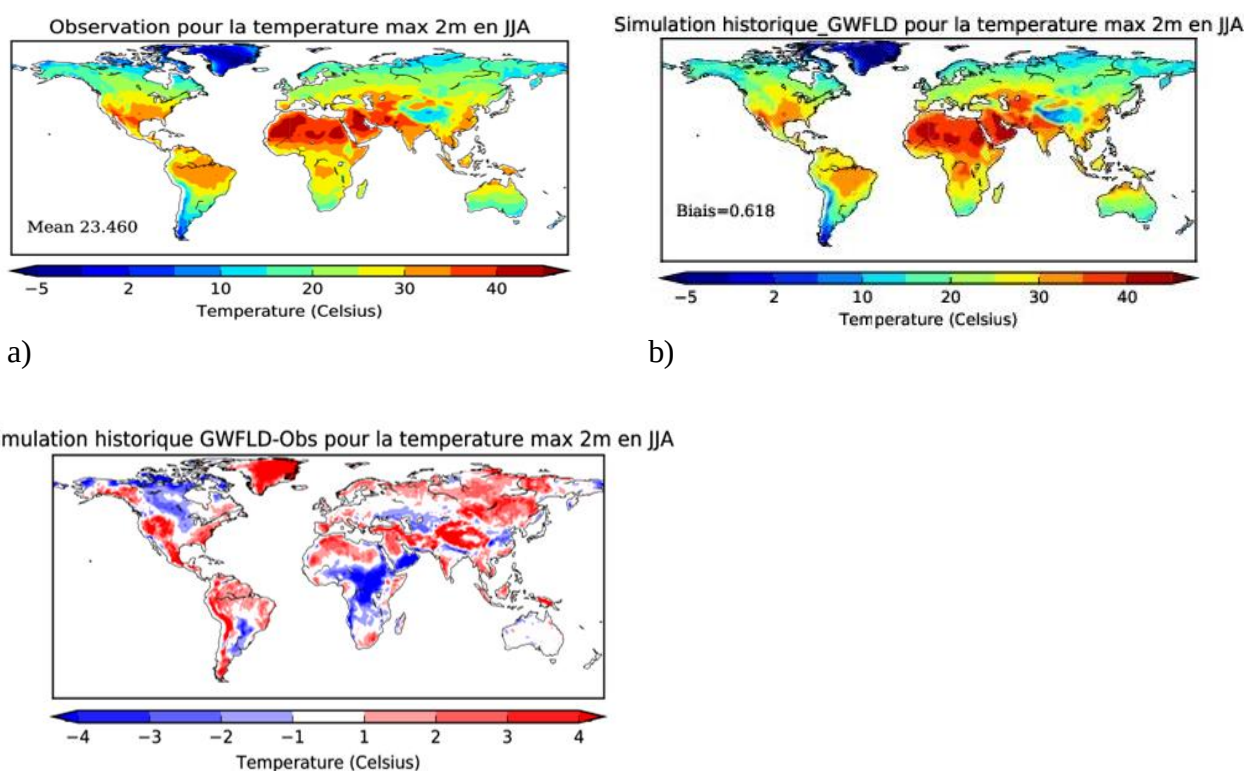 Observation pour la temperature max 2m en JJA
Mean 23.460
−5 2 10 20 30 40
Temperature (Celsius)
a)
Simulation historique_GWFLD pour la temperature max 2m en JJA
Biais=0.618
−5 2 10 20 30 40
Temperature (Celsius)
b)
mulation historique GWFLD-Obs pour la temperature max 2m en JJA
−4 −3 −2 −1 1 2 3 4
Temperature (Celsius)